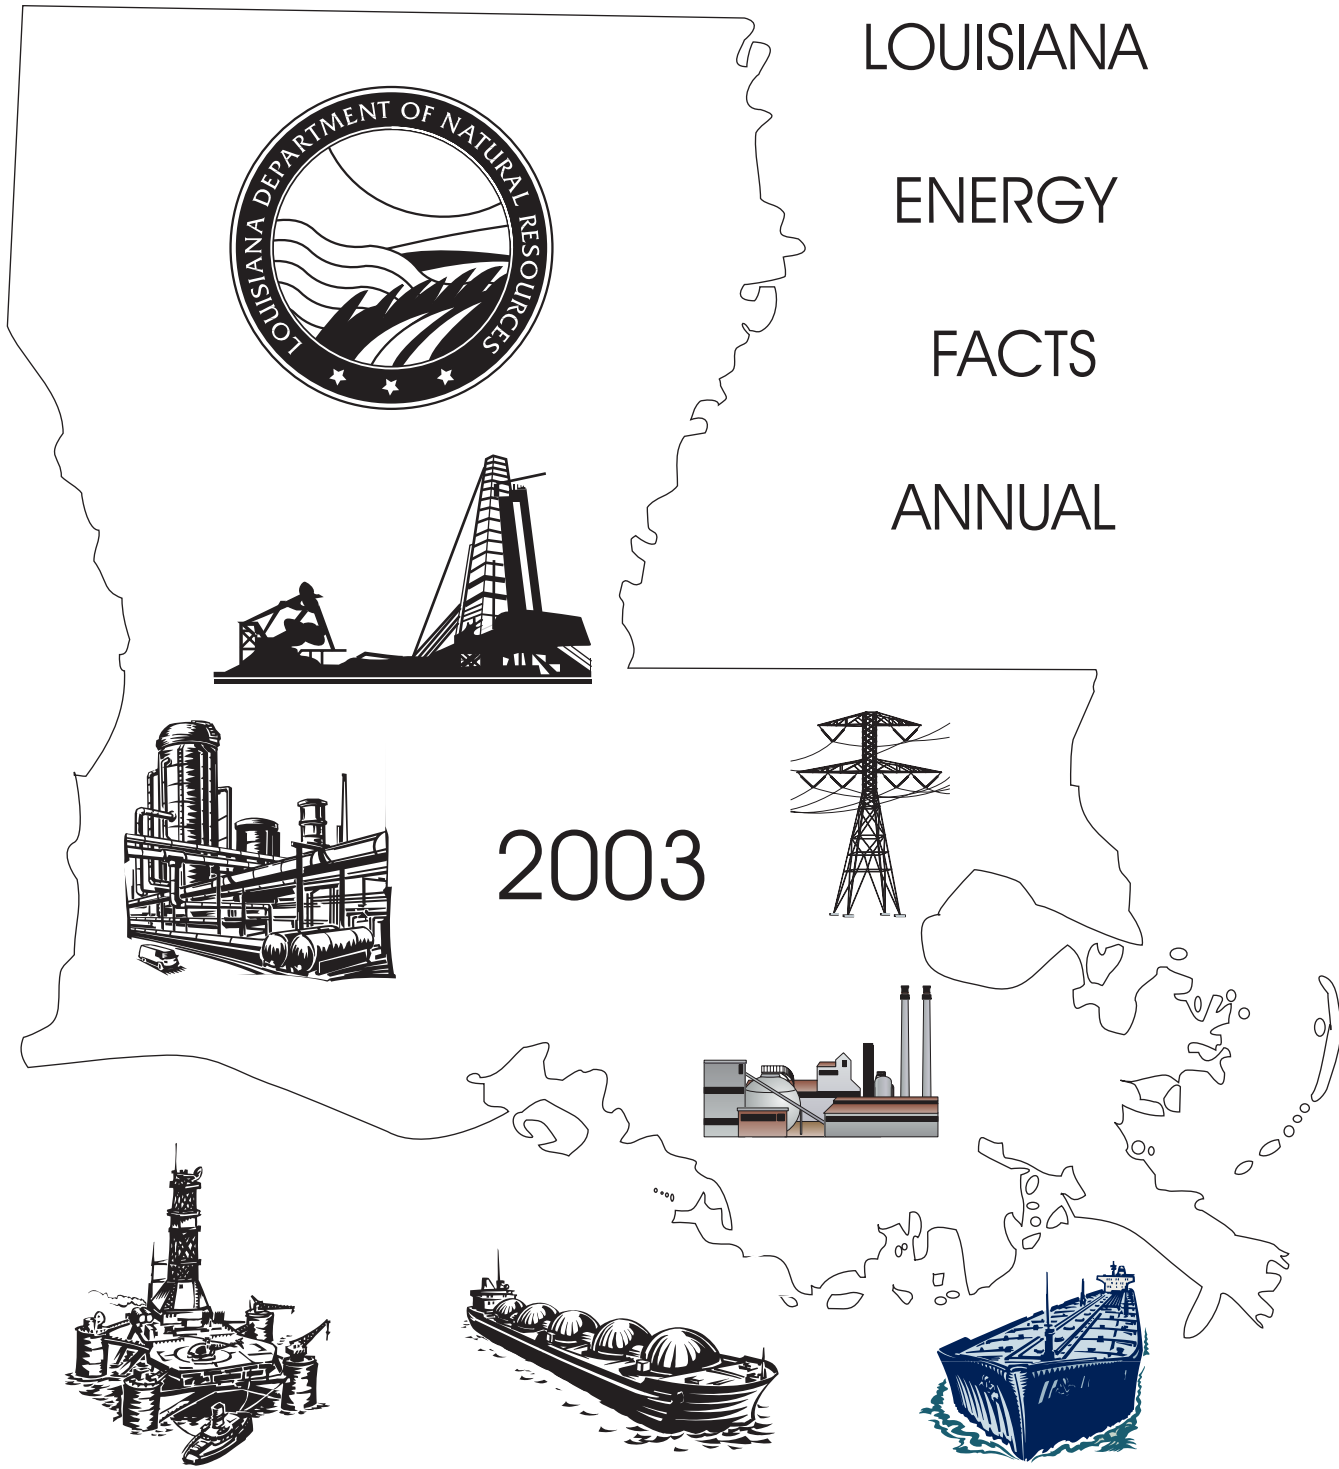 LOUISIANA
ENERGY
FACTS
ANNUAL
LOUISIANA DEPARTMENT OF NATURAL RESOURCES
2003